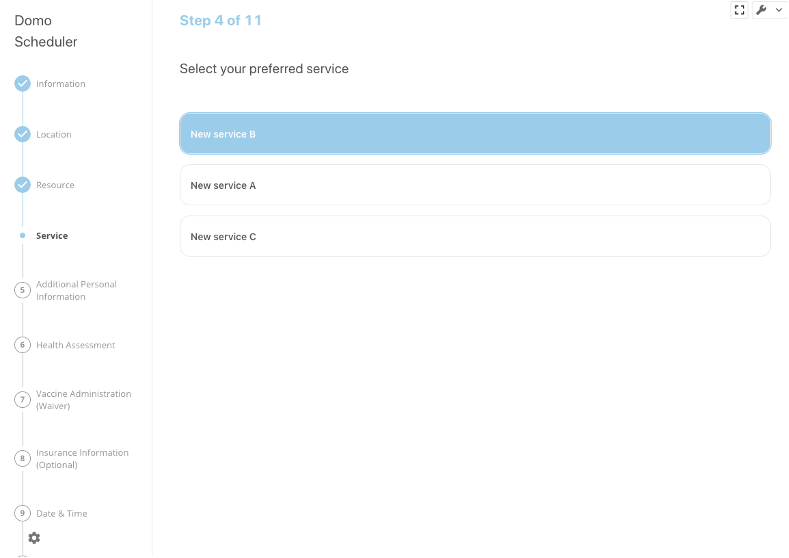 Domo
Scheduler
Information
Location
Resource
Service
5
Additional Personal
Information
6
Health Assessment
7
Vaccine Administration
(Waiver)
8
Insurance Information
(Optional)
9
Date & Time
Step 4 of 11
Select your preferred service
New service B
New service A
New service C